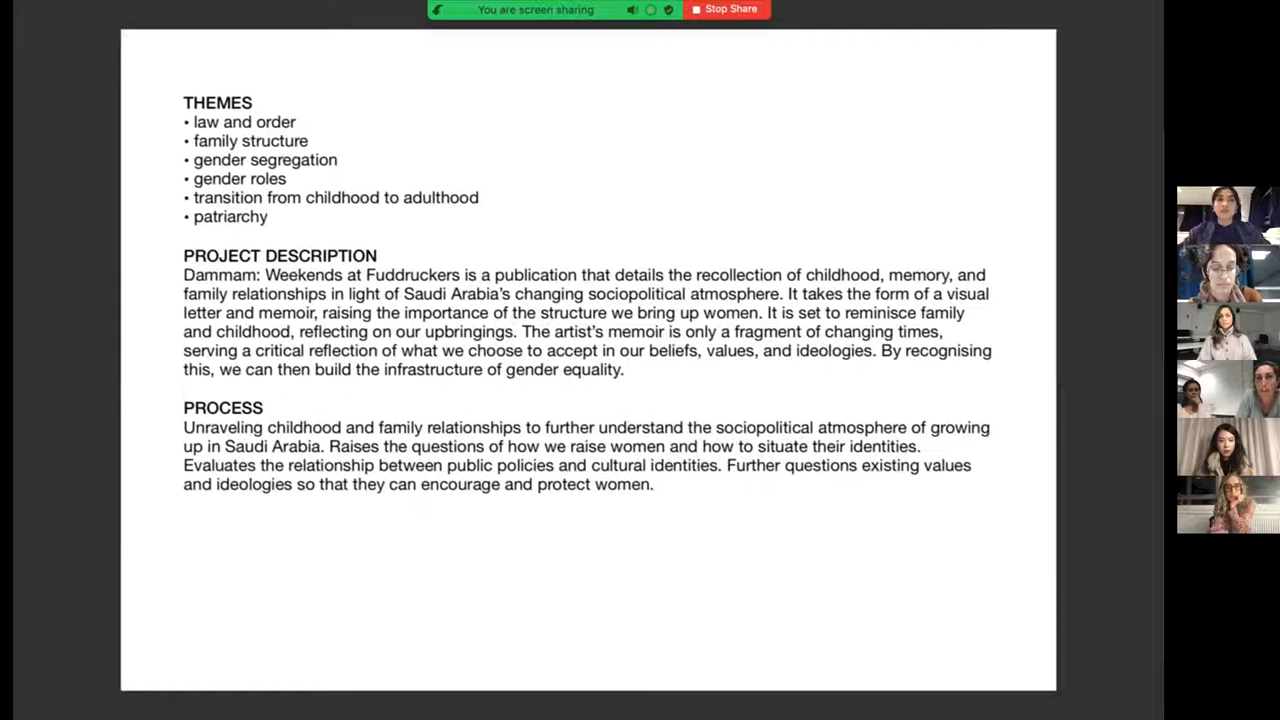 You are screen sharing
Stop Share
THEMES
• law and order
• family structure
• gender segregation
• gender roles
• transition from childhood to adulthood
• patriarchy
PROJECT DESCRIPTION
Dammam: Weekends at Fuddruckers is a publication that details the recollection of childhood, memory, and
family relationships in light of Saudi Arabia's changing sociopolitical atmosphere. It takes the form of a visual
letter and memoir, raising the importance of the structure we bring up women. It is set to reminisce family
and childhood, reflecting on our upbringings. The artist's memoir is only a fragment of changing times,
serving a critical reflection of what we choose to accept in our beliefs, values, and ideologies. By recognising
this, we can then build the infrastructure of gender equality.
PROCESS
Unraveling childhood and family relationships to further understand the sociopolitical atmosphere of growing
up in Saudi Arabia. Raises the questions of how we raise women and how to situate their identities.
Evaluates the relationship between public policies and cultural identities. Further questions existing values
and ideologies so that they can encourage and protect women.